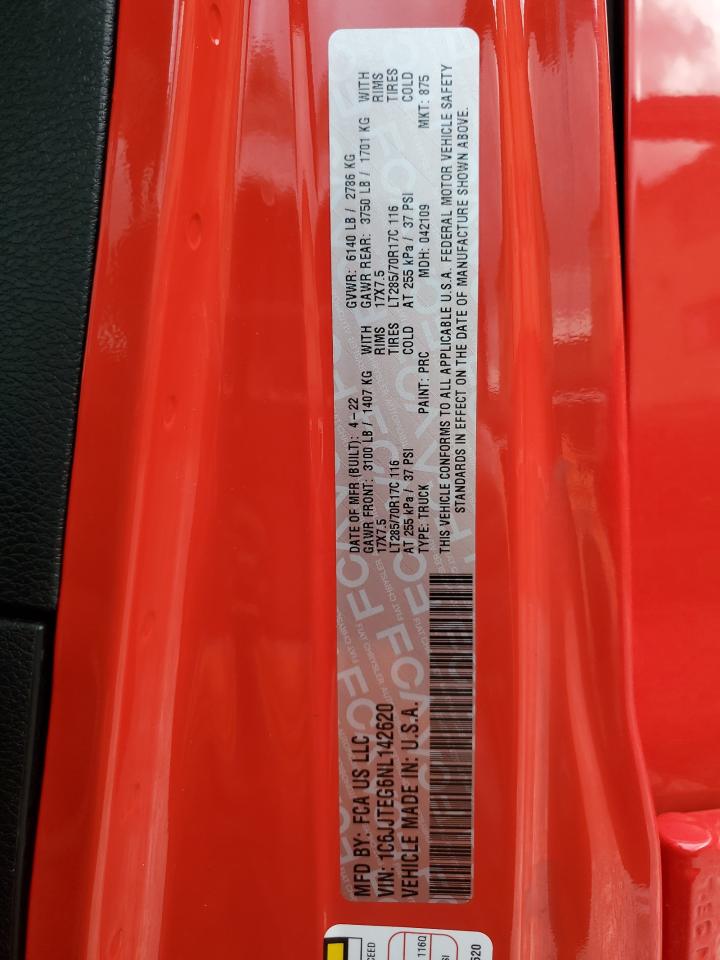 MFD BY: FCA US LLC
VIN: 1C6JJTEG6NL142620
VEHICLE MADE IN: U.S.A.
DATE OF MFR (BUILT): 4-22 GVWR: 6140 LB / 2786 KG
GAWR FRONT: 3100 LB / 1407 KG WITH GAWR REAR: 3750 LB / 1701 KG WITH
17X7.5 RIMS 17X7.5 RIMS
LT285/70R17C 116 TIRES LT285/70R17C 116 TIRES
AT 255 kPa / 37 PSI COLD AT 255 kPa / 37 PSI COLD
TYPE: TRUCK PAINT: PRC MDH: 042109 MKT: 875
THIS VEHICLE CONFORMS TO ALL APPLICABLE U.S.A. FEDERAL MOTOR VEHICLE SAFETY
STANDARDS IN EFFECT ON THE DATE OF MANUFACTURE SHOWN ABOVE.
116Q